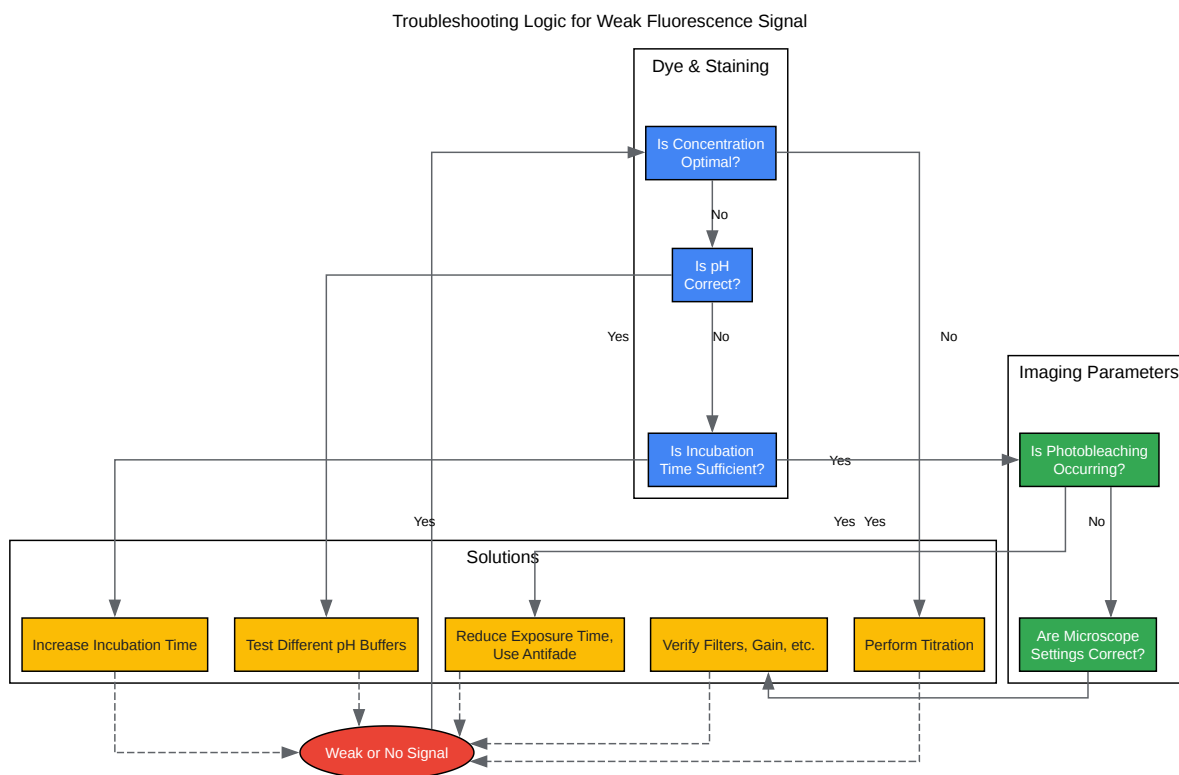 Troubleshooting Logic for Weak Fluorescence Signal
Dye & Staining
Is Concentration
Optimal?
No
Is pH
Correct?
Yes
No
No
Imaging Parameters
Is Incubation
Time Sufficient?
Yes
Is Photobleaching
Occurring?
Yes
Yes
Yes
No
Solutions
Increase Incubation Time
Test Different pH Buffers
Reduce Exposure Time,
Use Antifade
Verify Filters, Gain, etc.
Perform Titration
Are Microscope
Settings Correct?
Weak or No Signal